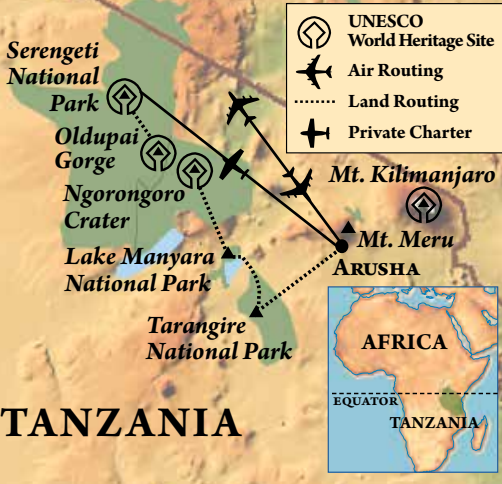 UNESCO
World Heritage Site
Air Routing
Land Routing
Private Charter
Serengeti
National
Park
Oldupai
Gorge
Ngorongoro
Crater
Mt. Kilimanjaro
Mt. Meru
ARUSHA
Lake Manyara
National Park
Tarangire
National Park
TANZANIA
AFRICA
EQUATOR
TANZANIA